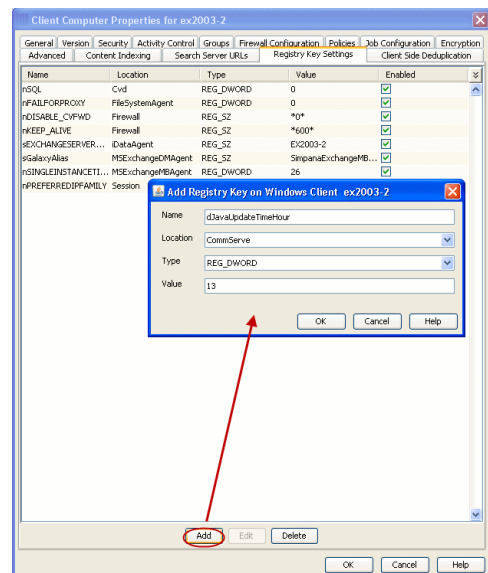 Client Computer Properties for ex2003-2
General Version Security Activity Control Groups Firewall Configuration Policies Job Configuration Encryption
Advanced Content Indexing Search Server URLs Registry Key Settings Client Side Deduplication
Name Location Type Value Enabled
nSQL Cvd REG_DWORD 0
nFAILFORPROXY FileSystemAgent REG_DWORD 0
nDISABLE_CVFWD Firewall REG_SZ *0*
nKEEP_ALIVE Firewall REG_SZ *600*
sEXCHANGESERVER... iDataAgent REG_SZ EX2003-2
sGalaxyAlias MSExchangeDMAgent REG_SZ SimpanaExchangeMB...
nSINGLEINSTANCETI... MSExchangeMBAgent REG_DWORD 26
nPREFERREDIPFAMILY Session
Add Registry Key on Windows Client ex2003-2
Name dJavaUpdateTimeHour
Location CommServe
Type REG_DWORD
Value 13
OK Cancel Help
Add Edit Delete
OK Cancel Help